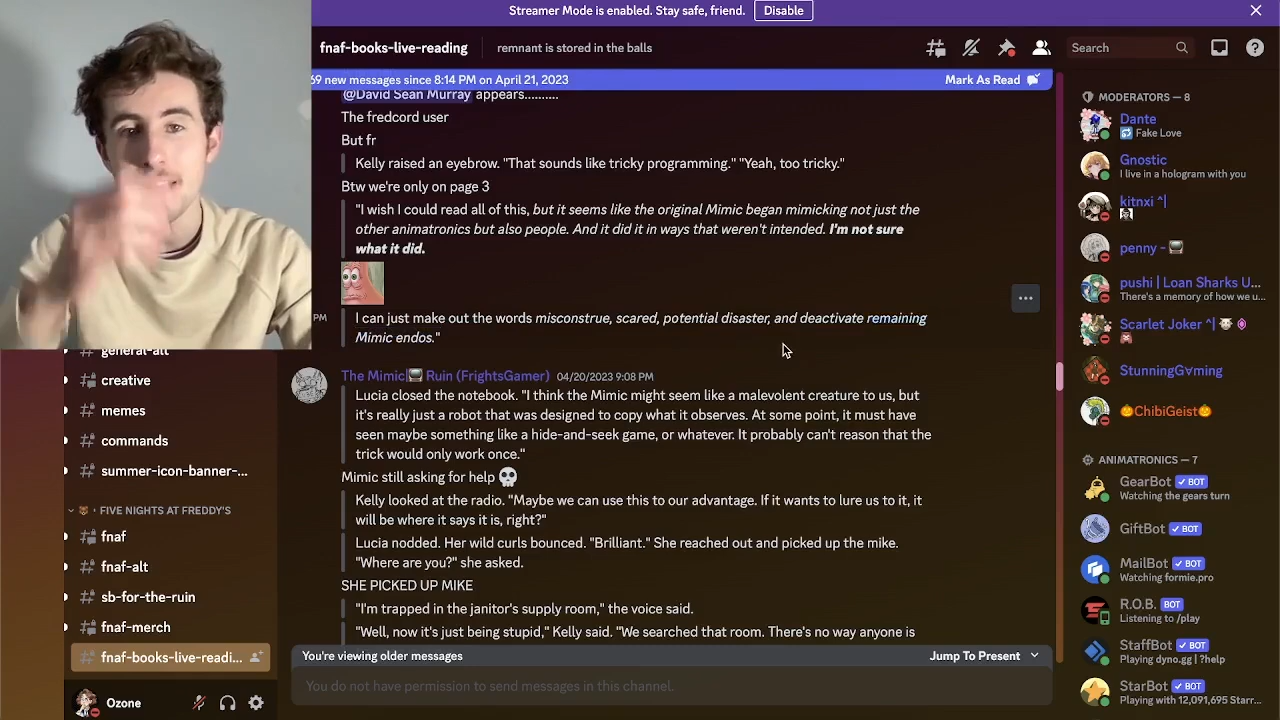 Streamer Mode is enabled. Stay safe, friend.
Disable
fnaf-books-live-reading
remnant is stored in the balls
Search
69 new messages since 8:14 PM on April 21, 2023
Mark As Read
@David Sean Murray appears..........
The fredcord user
But fr
Kelly raised an eyebrow. "That sounds like tricky programming." "Yeah, too tricky."
Btw we're only on page 3
"I wish I could read all of this, but it seems like the original Mimic began mimicking not just the
other animatronics but also people. And it did it in ways that weren't intended. I'm not sure
what it did.
PM
I can just make out the words misconstrue, scared, potential disaster, and deactivate remaining
Mimic endos."
The Mimic| Ruin (FrightsGamer) 04/20/2023 9:08 PM
Lucia closed the notebook. "I think the Mimic might seem like a malevolent creature to us, but
it's really just a robot that was designed to copy what it observes. At some point, it must have
seen maybe something like a hide-and-seek game, or whatever. It probably can't reason that the
trick would only work once."
Mimic still asking for help 💀
Kelly looked at the radio. "Maybe we can use this to our advantage. If it wants to lure us to it, it
will be where it says it is, right?"
Lucia nodded. Her wild curls bounced. "Brilliant." She reached out and picked up the mike.
"Where are you?" she asked.
SHE PICKED UP MIKE
"I'm trapped in the janitor's supply room," the voice said.
"Well, now it's just being stupid," Kelly said. "We searched that room. There's no way anyone is
You're viewing older messages
Jump To Present
You do not have permission to send messages in this channel.
general-alt
creative
memes
commands
summer-icon-banner-...
FIVE NIGHTS AT FREDDY'S
fnaf
fnaf-alt
sb-for-the-ruin
fnaf-merch
fnaf-books-live-readi...
Ozone
MODERATORS — 8
Dante
Fake Love
Gnostic
I live in a hologram with you
kitnxi ^|
penny -
pushi | Loan Sharks U...
There's a memory of how we u...
Scarlet Joker ^|
StunningG∀ming
🎃ChibiGeist🎃
ANIMATRONICS — 7
GearBot ✓ BOT
Watching the gears turn
GiftBot ✓ BOT
MailBot ✓ BOT
Watching formie.pro
R.O.B. BOT
Listening to /play
StaffBot ✓ BOT
Playing dyno.gg | ?help
StarBot ✓ BOT
Playing with 12,091,695 Starr...